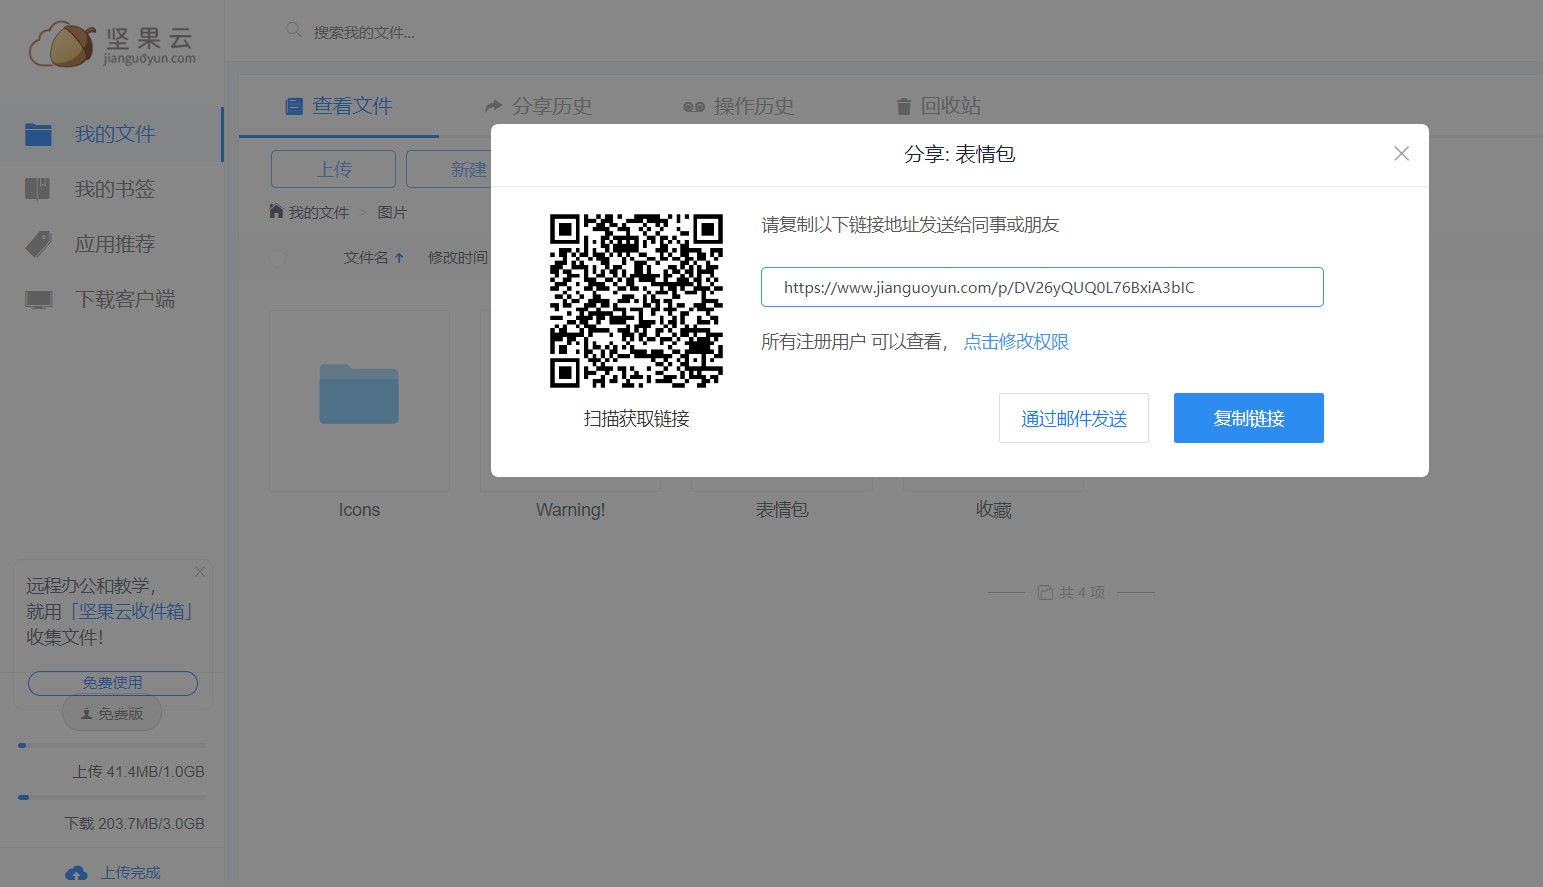 坚果云
jianguoyun.com
搜索我的文件...
我的文件
我的书签
应用推荐
下载客户端
查看文件
分享历史
操作历史
回收站
上传
新建
我的文件 > 图片
文件名 修改时间
分享: 表情包
请复制以下链接地址发送给同事或朋友
https://www.jianguoyun.com/p/DV26yQUQ0L76BxiA3bIC
所有注册用户 可以查看， 点击修改权限
扫描获取链接
通过邮件发送
复制链接
Icons
Warning!
表情包
收藏
共 4 项
远程办公和教学，
就用「坚果云收件箱」
收集文件！
免费使用
免费版
上传 41.4MB/1.0GB
下载 203.7MB/3.0GB
上传完成